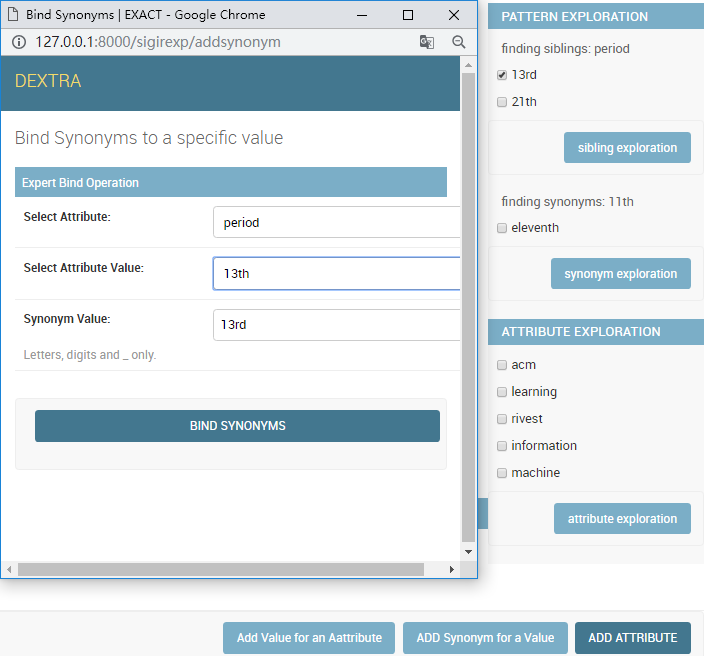 Bind Synonyms | EXACT - Google Chrome
127.0.0.1:8000/sigirexp/addsynonym
DEXTRA
Bind Synonyms to a specific value
Expert Bind Operation
Select Attribute:
period
Select Attribute Value:
13th
Synonym Value:
13rd
Letters, digits and _ only.
BIND SYNONYMS
PATTERN EXPLORATION
finding siblings: period
13rd
21th
sibling exploration
finding synonyms: 11th
eleventh
synonym exploration
ATTRIBUTE EXPLORATION
acm
learning
rivest
information
machine
attribute exploration
Add Value for an Aattribute
ADD Synonym for a Value
ADD ATTRIBUTE